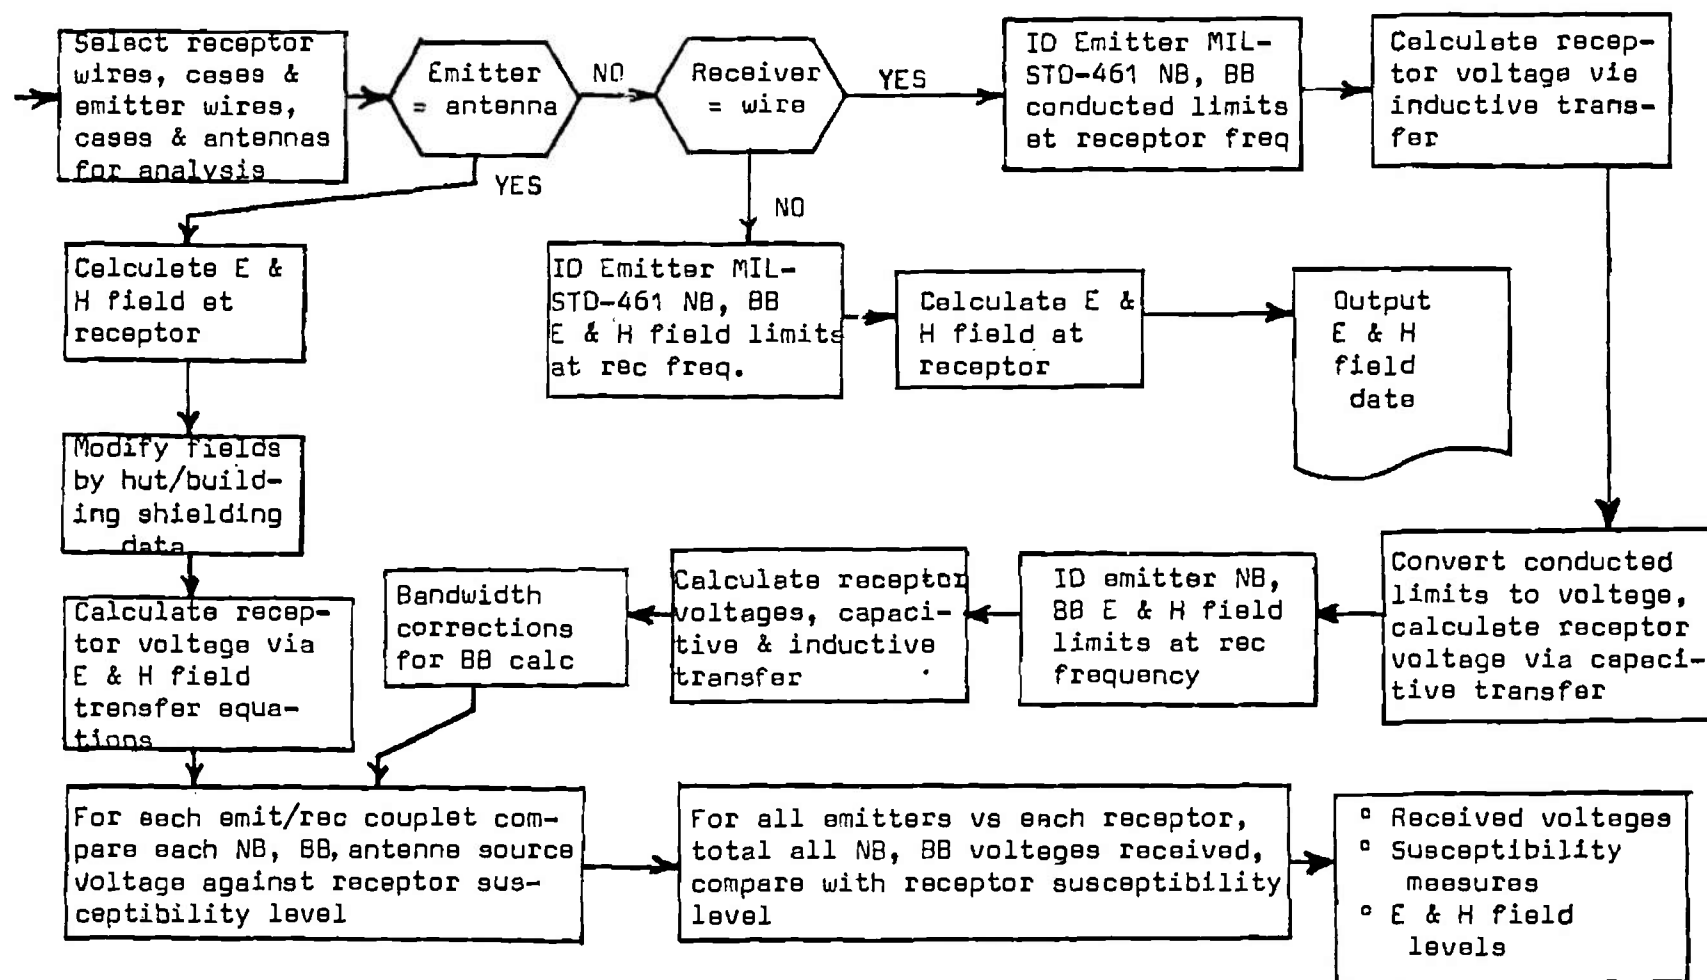 Select receptor
wires, cases &
emitter wires,
cases & antennas
for analysis
Emitter
= antenna
NO
YES
Receiver
= wire
YES
NO
ID Emitter MIL-
STD-461 NB, BB
conducted limits
at receptor freq
Calculate recep-
tor voltage via
inductive trans-
fer
Calculate E &
H field at
receptor
ID Emitter MIL-
STD-461 NB, BB
E & H field limits
at rec freq.
Calculate E &
H field at
receptor
Output
E & H
field
data
Modify fields
by hut/build-
ing shielding
data
Calculate recep-
tor voltage via
E & H field
transfer equa-
tions
Bandwidth
corrections
for BB calc
Calculate receptor
voltages, capaci-
tive & inductive
transfer
ID emitter NB,
BB E & H field
limits at rec
frequency
Convert conducted
limits to voltage,
calculate receptor
voltage via capaci-
tive transfer
For each emit/rec couplet com-
pare each NB, BB, antenna source
voltage against receptor sus-
ceptibility level
For all emitters vs each receptor,
total all NB, BB voltages received,
compare with receptor susceptibility
level
▫ Received voltages
▫ Susceptibility
measures
▫ E & H field
levels